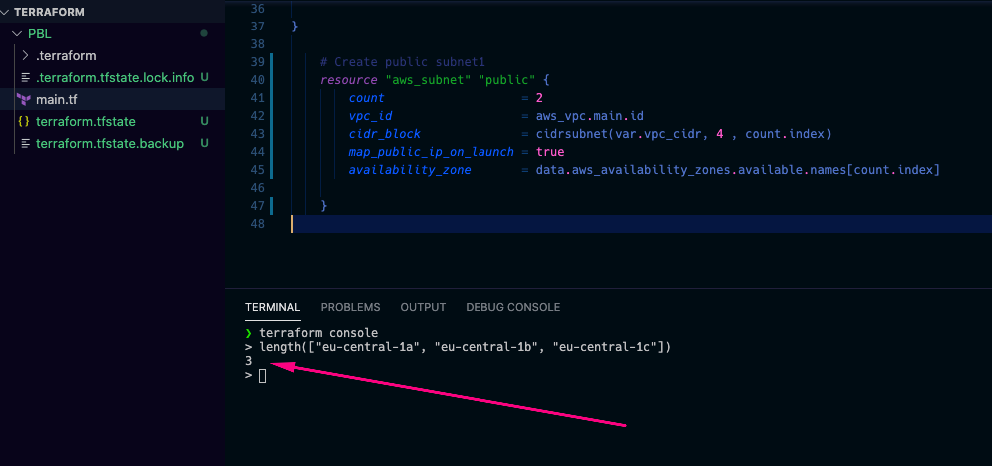 TERRAFORM
PBL
.terraform
.terraform.tfstate.lock.info U
main.tf
{} terraform.tfstate U
terraform.tfstate.backup U
36
37 }
38
39 # Create public subnet1
40 resource "aws_subnet" "public" {
41 count = 2
42 vpc_id = aws_vpc.main.id
43 cidr_block = cidrsubnet(var.vpc_cidr, 4 , count.index)
44 map_public_ip_on_launch = true
45 availability_zone = data.aws_availability_zones.available.names[count.index]
46
47 }
48
TERMINAL PROBLEMS OUTPUT DEBUG CONSOLE
❯ terraform console
> length(["eu-central-1a", "eu-central-1b", "eu-central-1c"])
3
>